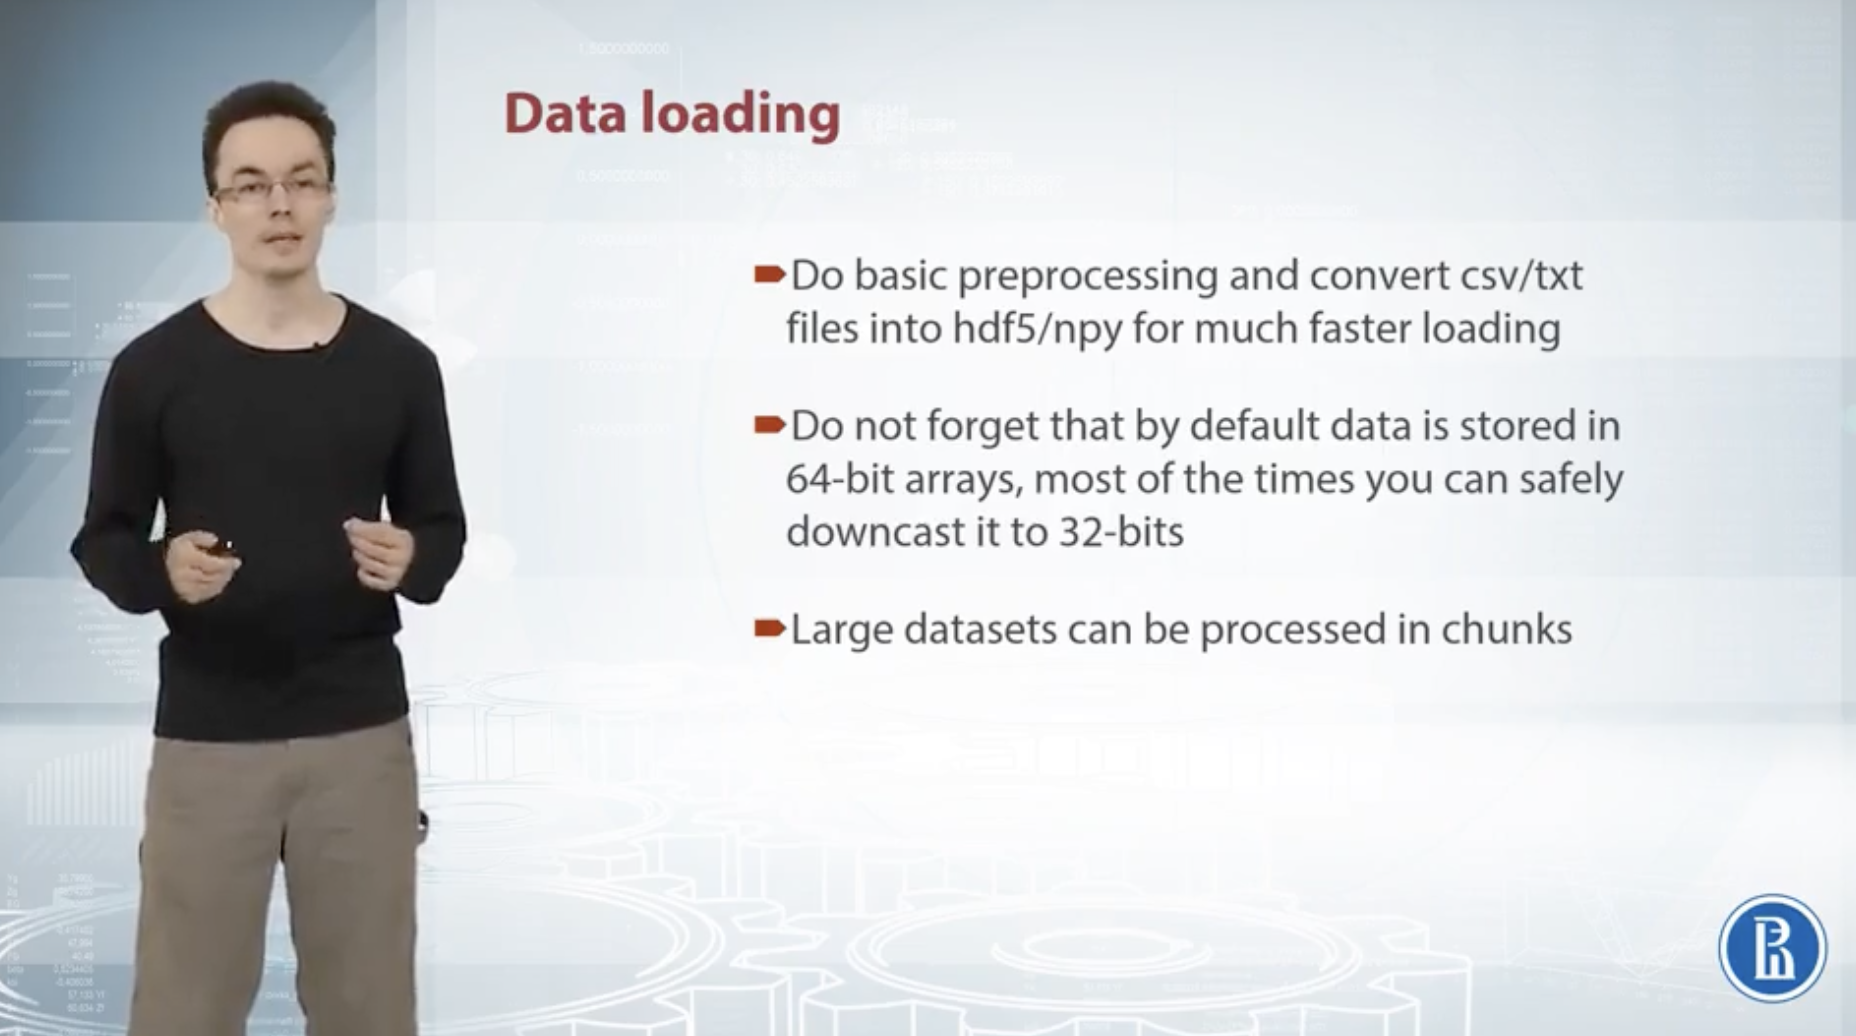 Data loading
Do basic preprocessing and convert csv/txt
files into hdf5/npy for much faster loading
Do not forget that by default data is stored in
64-bit arrays, most of the times you can safely
downcast it to 32-bits
Large datasets can be processed in chunks